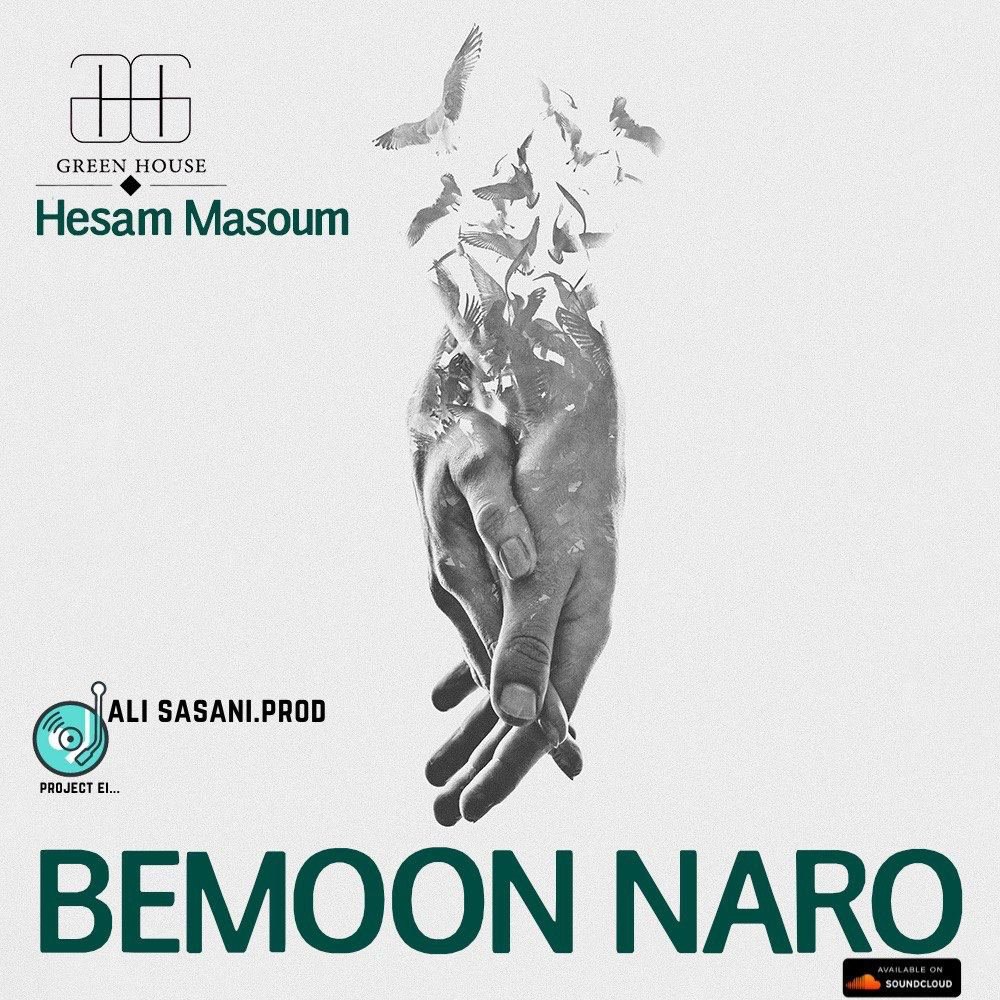 GREEN HOUSE
Hesam Masoum
ALI SASANI.PROD
PROJECT EI...
BEMOON NARO
AVAILABLE ON
SOUNDCLOUD